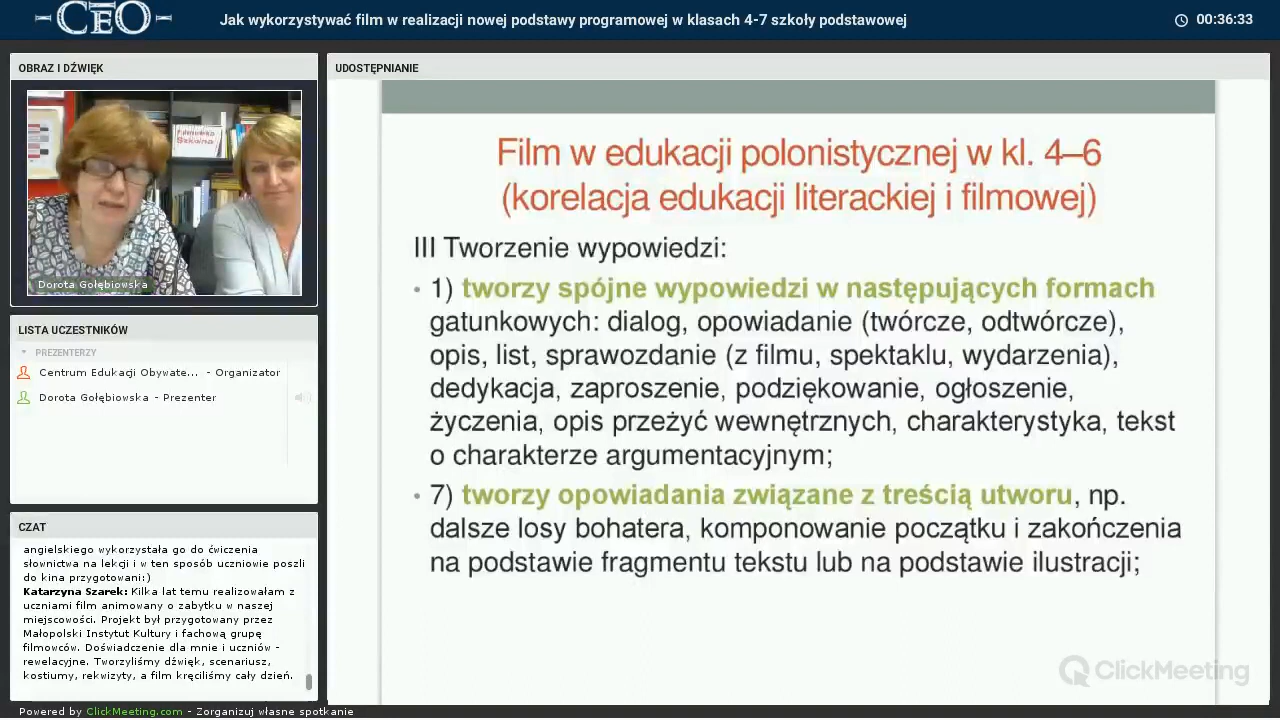 CEO
Jak wykorzystywać film w realizacji nowej podstawy programowej w klasach 4-7 szkoły podstawowej
00:36:33
OBRAZ I DŹWIĘK
Filmoteka
Szkolna
Dorota Gołębiowska
LISTA UCZESTNIKÓW
PREZENTERZY
Centrum Edukacji Obywate... - Organizator
Dorota Gołębiowska - Prezenter
CZAT
angielskiego wykorzystała go do ćwiczenia
słownictwa na lekcji i w ten sposób uczniowie poszli
do kina przygotowani:)
Katarzyna Szarek: Kilka lat temu realizowałam z
uczniami film animowany o zabytku w naszej
miejscowości. Projekt był przygotowany przez
Małopolski Instytut Kultury i fachową grupę
filmowców. Doświadczenie dla mnie i uczniów -
rewelacyjne. Tworzyliśmy dźwięk, scenariusz,
kostiumy, rekwizyty, a film kręciliśmy cały dzień.
UDOSTĘPNIANIE
Film w edukacji polonistycznej w kl. 4–6
(korelacja edukacji literackiej i filmowej)
III Tworzenie wypowiedzi:
• 1) tworzy spójne wypowiedzi w następujących formach
gatunkowych: dialog, opowiadanie (twórcze, odtwórcze),
opis, list, sprawozdanie (z filmu, spektaklu, wydarzenia),
dedykacja, zaproszenie, podziękowanie, ogłoszenie,
życzenia, opis przeżyć wewnętrznych, charakterystyka, tekst
o charakterze argumentacyjnym;
• 7) tworzy opowiadania związane z treścią utworu, np.
dalsze losy bohatera, komponowanie początku i zakończenia
na podstawie fragmentu tekstu lub na podstawie ilustracji;
ClickMeeting
Powered by ClickMeeting.com - Zorganizuj własne spotkanie